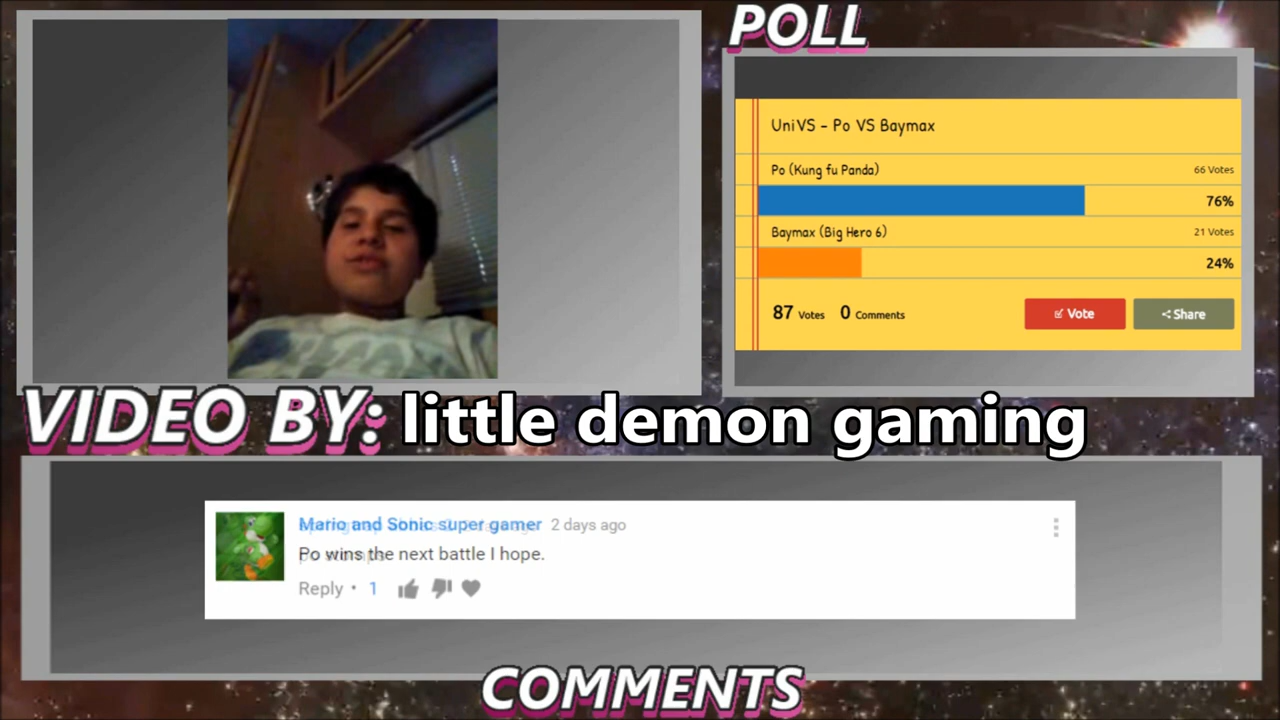 POLL
UniVS - Po VS Baymax
Po (Kung fu Panda) 66 Votes
76%
Baymax (Big Hero 6) 21 Votes
24%
87 Votes 0 Comments Vote Share
VIDEO BY: little demon gaming
Mario and Sonic super gamer 2 days ago
Po wins the next battle I hope.
Reply • 1
COMMENTS